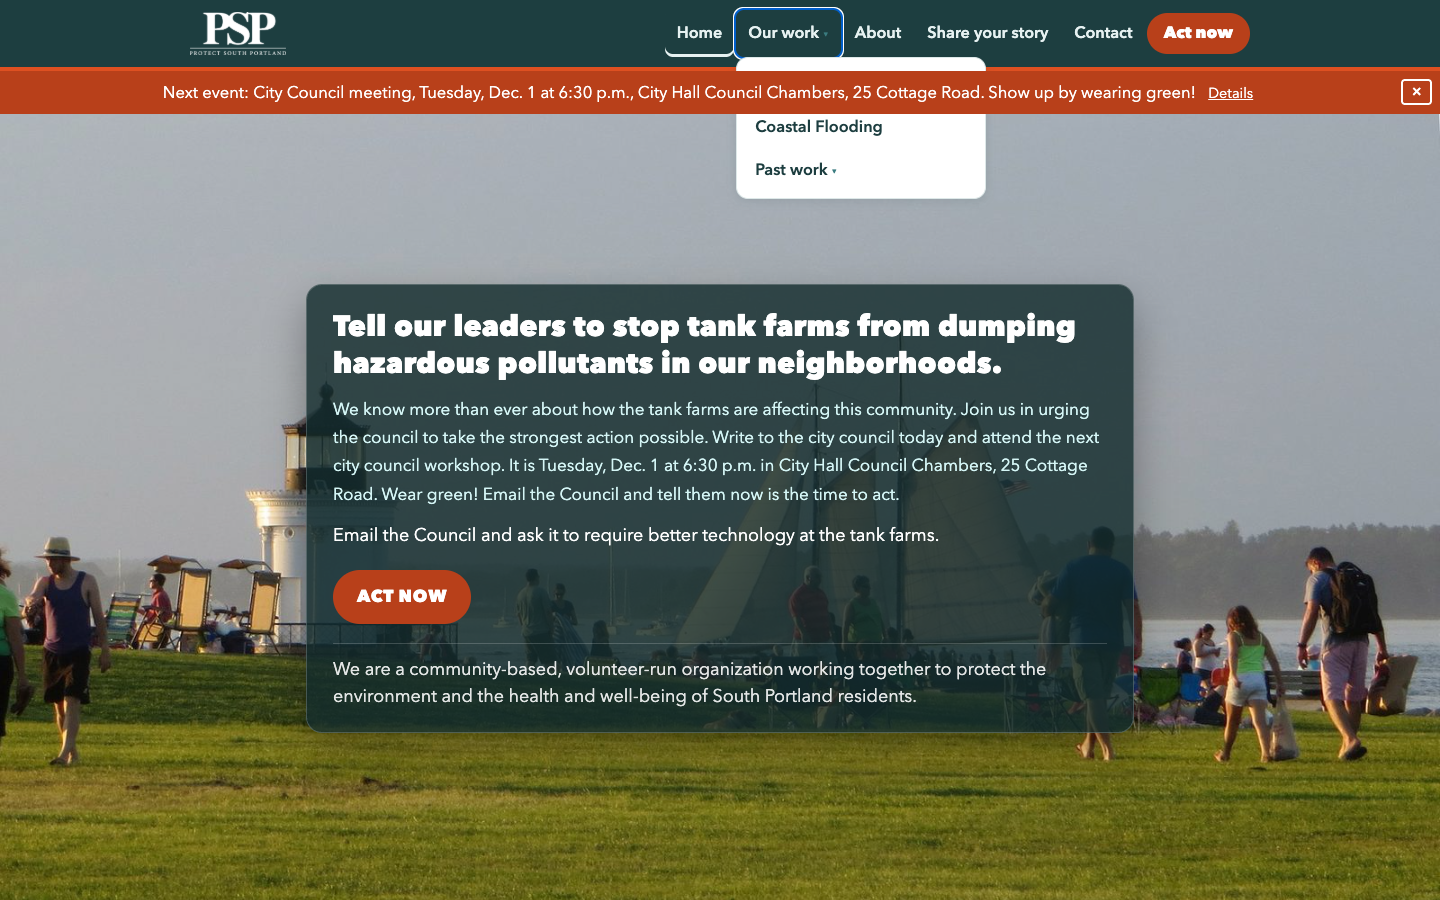 PSP
PROTECT SOUTH PORTLAND
Home
Our work ▾
About
Share your story
Contact
Act now
Next event: City Council meeting, Tuesday, Dec. 1 at 6:30 p.m., City Hall Council Chambers, 25 Cottage Road. Show up by wearing green! Details
×
Coastal Flooding
Past work ▾
Tell our leaders to stop tank farms from dumping
hazardous pollutants in our neighborhoods.
We know more than ever about how the tank farms are affecting this community. Join us in urging
the council to take the strongest action possible. Write to the city council today and attend the next
city council workshop. It is Tuesday, Dec. 1 at 6:30 p.m. in City Hall Council Chambers, 25 Cottage
Road. Wear green! Email the Council and tell them now is the time to act.
Email the Council and ask it to require better technology at the tank farms.
ACT NOW
We are a community-based, volunteer-run organization working together to protect the
environment and the health and well-being of South Portland residents.